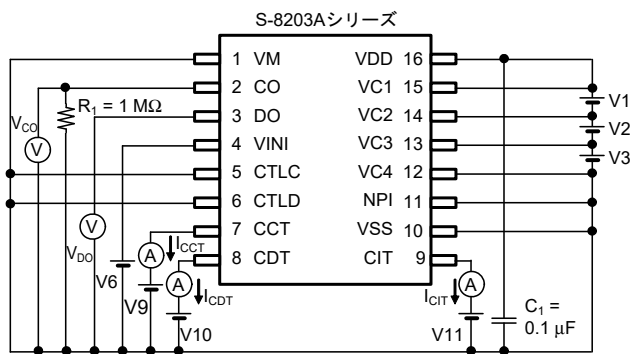 S-8203Aシリーズ
1 VM
2 CO
3 DO
4 VINI
5 CTLC
6 CTLD
7 CCT
8 CDT
VDD 16
VC1 15
VC2 14
VC3 13
VC4 12
NPI 11
VSS 10
CIT 9
R1 = 1 MΩ
VCO
V
V
VDO
V6
A
ICCT
V9
A
ICDT
V10
ICIT
A
V11
C1 =
0.1 μF
V1
V2
V3